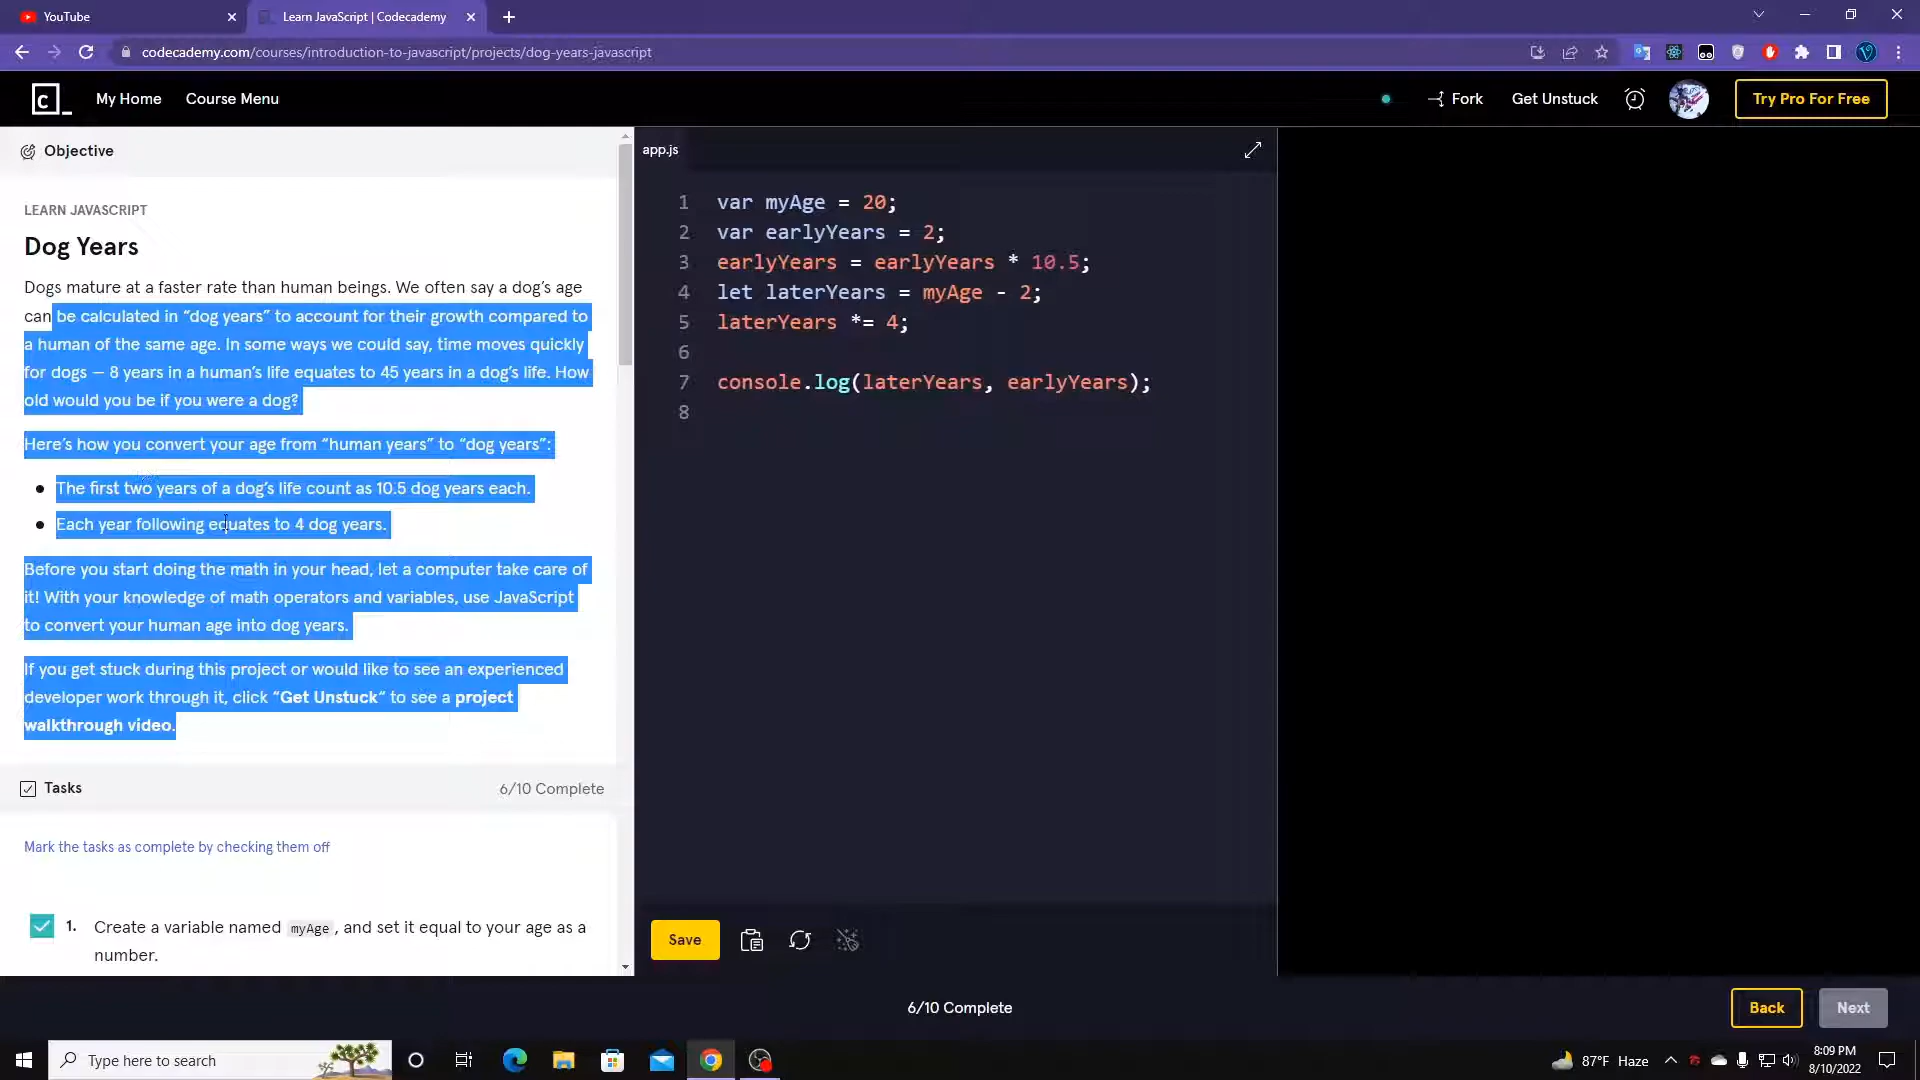 YouTube
Learn JavaScript | Codecademy
codecademy.com/courses/introduction-to-javascript/projects/dog-years-javascript
My Home Course Menu Fork Get Unstuck Try Pro For Free
Objective
LEARN JAVASCRIPT
Dog Years
Dogs mature at a faster rate than human beings. We often say a dog's age
can be calculated in “dog years” to account for their growth compared to
a human of the same age. In some ways we could say, time moves quickly
for dogs — 8 years in a human's life equates to 45 years in a dog's life. How
old would you be if you were a dog?
Here's how you convert your age from “human years” to “dog years”:
The first two years of a dog's life count as 10.5 dog years each.
Each year following equates to 4 dog years.
Before you start doing the math in your head, let a computer take care of
it! With your knowledge of math operators and variables, use JavaScript
to convert your human age into dog years.
If you get stuck during this project or would like to see an experienced
developer work through it, click “Get Unstuck“ to see a project
walkthrough video.
Tasks
6/10 Complete
Mark the tasks as complete by checking them off
1. Create a variable named myAge, and set it equal to your age as a
number.
app.js
1 var myAge = 20;
2 var earlyYears = 2;
3 earlyYears = earlyYears * 10.5;
4 let laterYears = myAge - 2;
5 laterYears *= 4;
6
7 console.log(laterYears, earlyYears);
8
Save
6/10 Complete
Back Next
Type here to search
87°F Haze
8:09 PM
8/10/2022